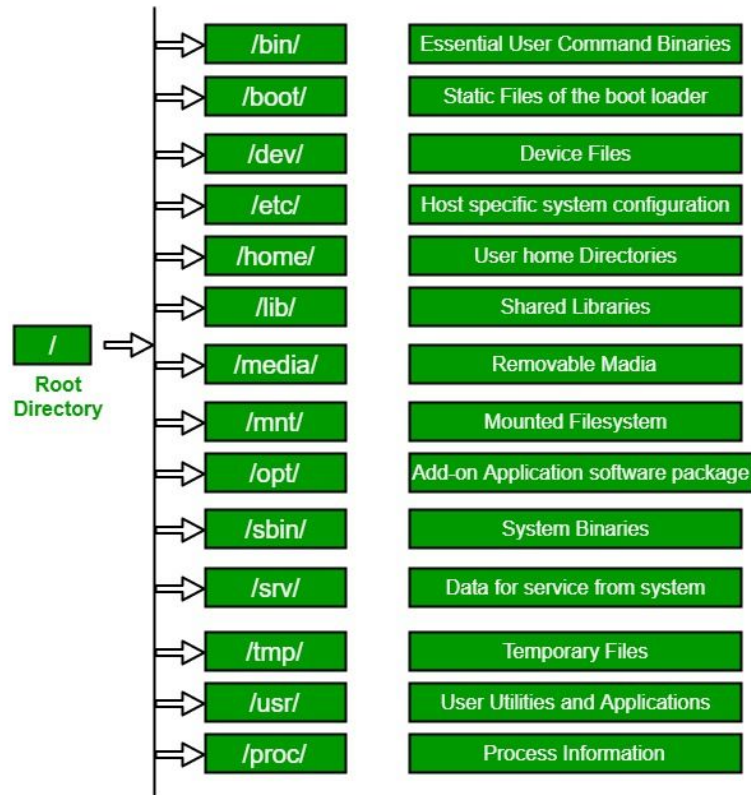 /bin/ Essential User Command Binaries
/boot/ Static Files of the boot loader
/dev/ Device Files
/etc/ Host specific system configuration
/home/ User home Directories
/lib/ Shared Libraries
/
Root
Directory
/media/ Removable Madia
/mnt/ Mounted Filesystem
/opt/ Add-on Application software package
/sbin/ System Binaries
/srv/ Data for service from system
/tmp/ Temporary Files
/usr/ User Utilities and Applications
/proc/ Process Information